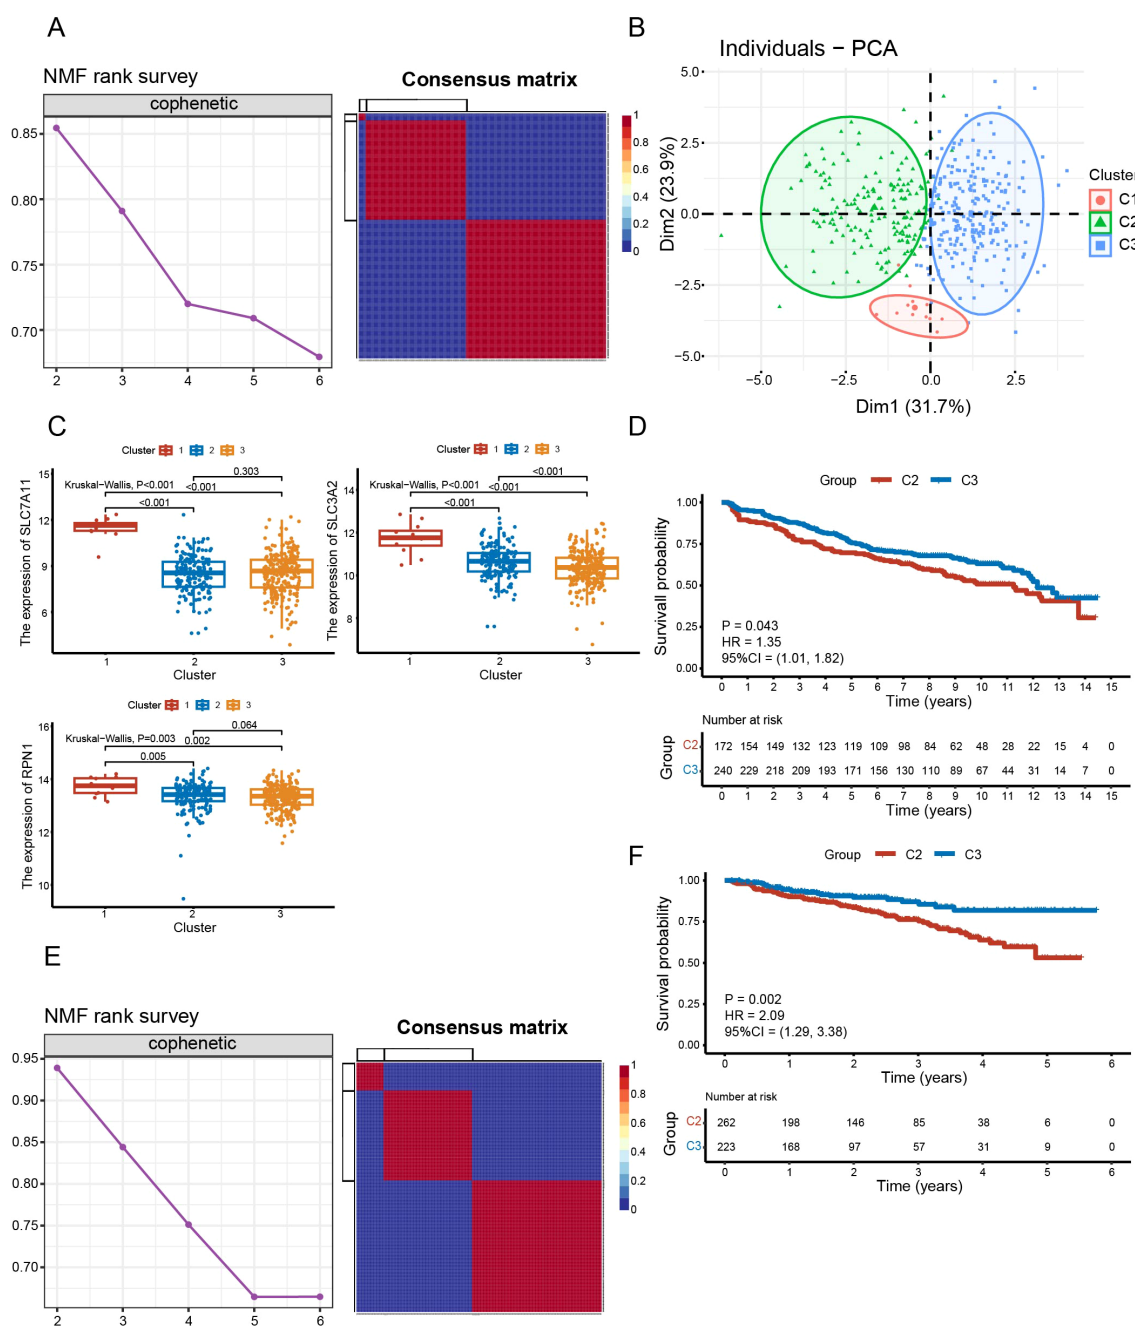 A
NMF rank survey
cophenetic
0.85
0.80
0.75
0.70
2 3 4 5 6
Consensus matrix
1
0.8
0.6
0.4
0.2
0
B
Individuals − PCA
5.0
2.5
0.0
−2.5
−5.0
Dim2 (23.9%)
−5.0 −2.5 0.0 2.5
Dim1 (31.7%)
Cluster
C1
C2
C3
C
Cluster 1 2 3
15
12
9
6
The expression of SLC7A11
Kruskal−Wallis, P<0.001
0.303
<0.001
<0.001
1 2 3
Cluster
Cluster 1 2 3
14
12
10
8
The expression of SLC3A2
Kruskal−Wallis, P<0.001
<0.001
<0.001
<0.001
1 2 3
Cluster
Cluster 1 2 3
16
14
12
10
The expression of RPN1
Kruskal−Wallis, P=0.003
0.064
0.002
0.005
1 2 3
Cluster
D
Group C2 C3
1.00
0.75
0.50
0.25
0.00
Survivall probability
P = 0.043
HR = 1.35
95%CI = (1.01, 1.82)
0 1 2 3 4 5 6 7 8 9 10 11 12 13 14 15
Time (years)
Number at risk
Group
C2 172 154 149 132 123 119 109 98 84 62 48 28 22 15 4 0
C3 240 229 218 209 193 171 156 130 110 89 67 44 31 14 7 0
0 1 2 3 4 5 6 7 8 9 10 11 12 13 14 15
Time (years)
E
NMF rank survey
cophenetic
0.95
0.90
0.85
0.80
0.75
0.70
2 3 4 5 6
Consensus matrix
1
0.8
0.6
0.4
0.2
0
F
Group C2 C3
1.00
0.75
0.50
0.25
0.00
Survival probability
P = 0.002
HR = 2.09
95%CI = (1.29, 3.38)
0 1 2 3 4 5 6
Time (years)
Number at risk
Group
C2 262 198 146 85 38 6 0
C3 223 168 97 57 31 9 0
0 1 2 3 4 5 6
Time (years)